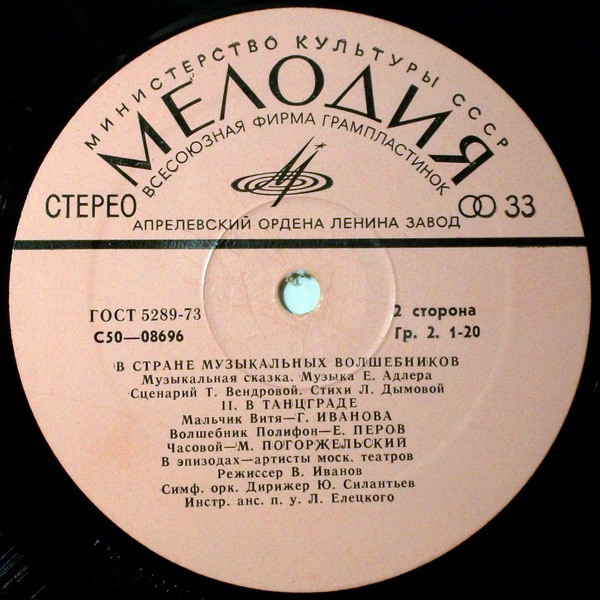 МИНИСТЕРСТВО КУЛЬТУРЫ СССР
МЕЛОДИЯ
ВСЕСОЮЗНАЯ ФИРМА ГРАМПЛАСТИНОК
СТЕРЕО
33
АПРЕЛЕВСКИЙ ОРДЕНА ЛЕНИНА ЗАВОД
ГОСТ 5289-73
2 сторона
С50—08696
Гр. 2. 1-20
В СТРАНЕ МУЗЫКАЛЬНЫХ ВОЛШЕБНИКОВ
Музыкальная сказка. Музыка Е. Адлера
Сценарий Т. Вендровой. Стихи Л. Дымовой
II. В ТАНЦГРАДЕ
Мальчик Витя—Г. ИВАНОВА
Волшебник Полифон—Е. ПЕРОВ
Часовой—М. ПОГОРЖЕЛЬСКИЙ
В эпизодах—артисты моск. театров
Режиссер В. Иванов
Симф. орк. Дирижер Ю. Силантьев
Инстр. анс. п. у. Л. Елецкого